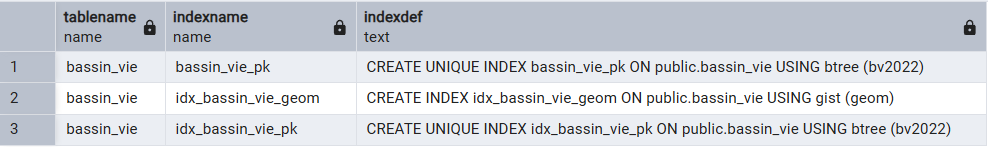 tablename indexname indexdef
name name text
1 bassin_vie bassin_vie_pk CREATE UNIQUE INDEX bassin_vie_pk ON public.bassin_vie USING btree (bv2022)
2 bassin_vie idx_bassin_vie_geom CREATE INDEX idx_bassin_vie_geom ON public.bassin_vie USING gist (geom)
3 bassin_vie idx_bassin_vie_pk CREATE UNIQUE INDEX idx_bassin_vie_pk ON public.bassin_vie USING btree (bv2022)